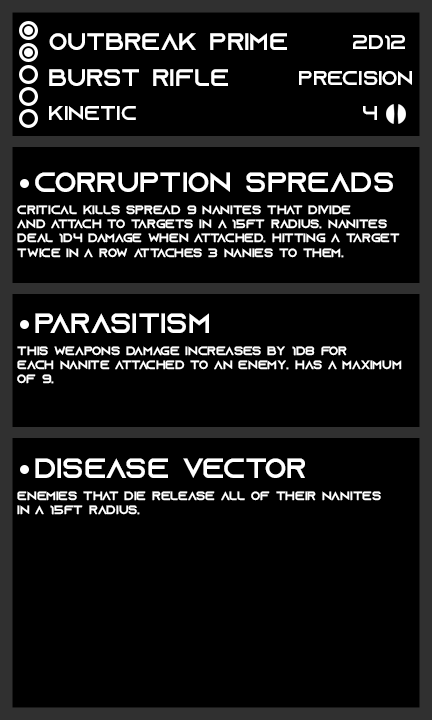 OUTBREAK PRIME 2D12
BURST RIFLE PRECISION
KINETIC 4
•CORRUPTION SPREADS
CRITICAL KILLS SPREAD 9 NANITES THAT DIVIDE
AND ATTACH TO TARGETS IN A 15FT RADIUS. NANITES
DEAL 1D4 DAMAGE WHEN ATTACHED. HITTING A TARGET
TWICE IN A ROW ATTACHES 3 NANIES TO THEM.
•PARASITISM
THIS WEAPONS DAMAGE INCREASES BY 1D8 FOR
EACH NANITE ATTACHED TO AN ENEMY. HAS A MAXIMUM
OF 9.
•DISEASE VECTOR
ENEMIES THAT DIE RELEASE ALL OF THEIR NANITES
IN A 15FT RADIUS.